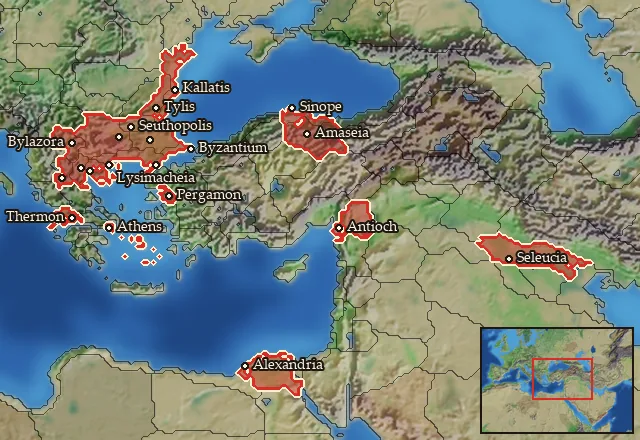 Kallatis
Tylis
Sinope
Seuthopolis
Amaseia
Bylazora
Byzantium
Lysimacheia
Pergamon
Thermon
Athens
Antioch
Seleucia
Alexandria